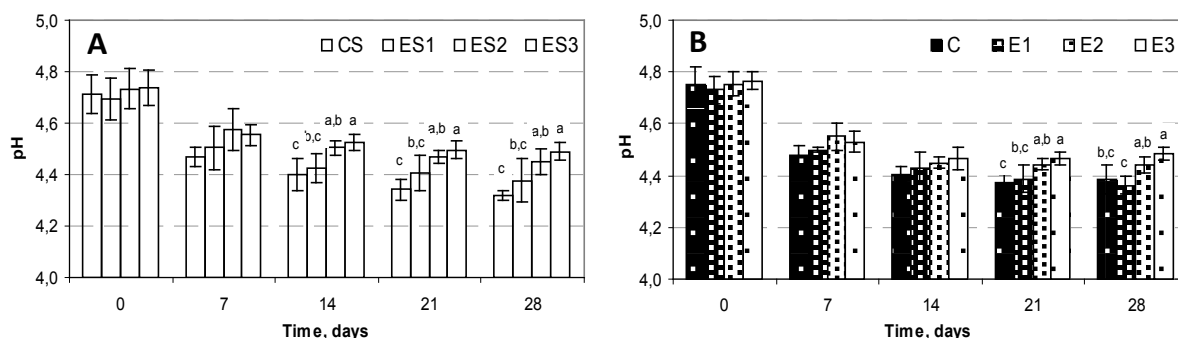 A
CS ES1 ES2 ES3
5,0
4,8
4,6
4,4
4,2
4,0
pH
c b,c a,b a
c b,c a,b a
c b,c a,b a
0 7 14 21 28
Time, days
B
C E1 E2 E3
5,0
4,8
4,6
4,4
4,2
4,0
pH
c b,c a,b a
b,c c a,b a
0 7 14 21 28
Time, days